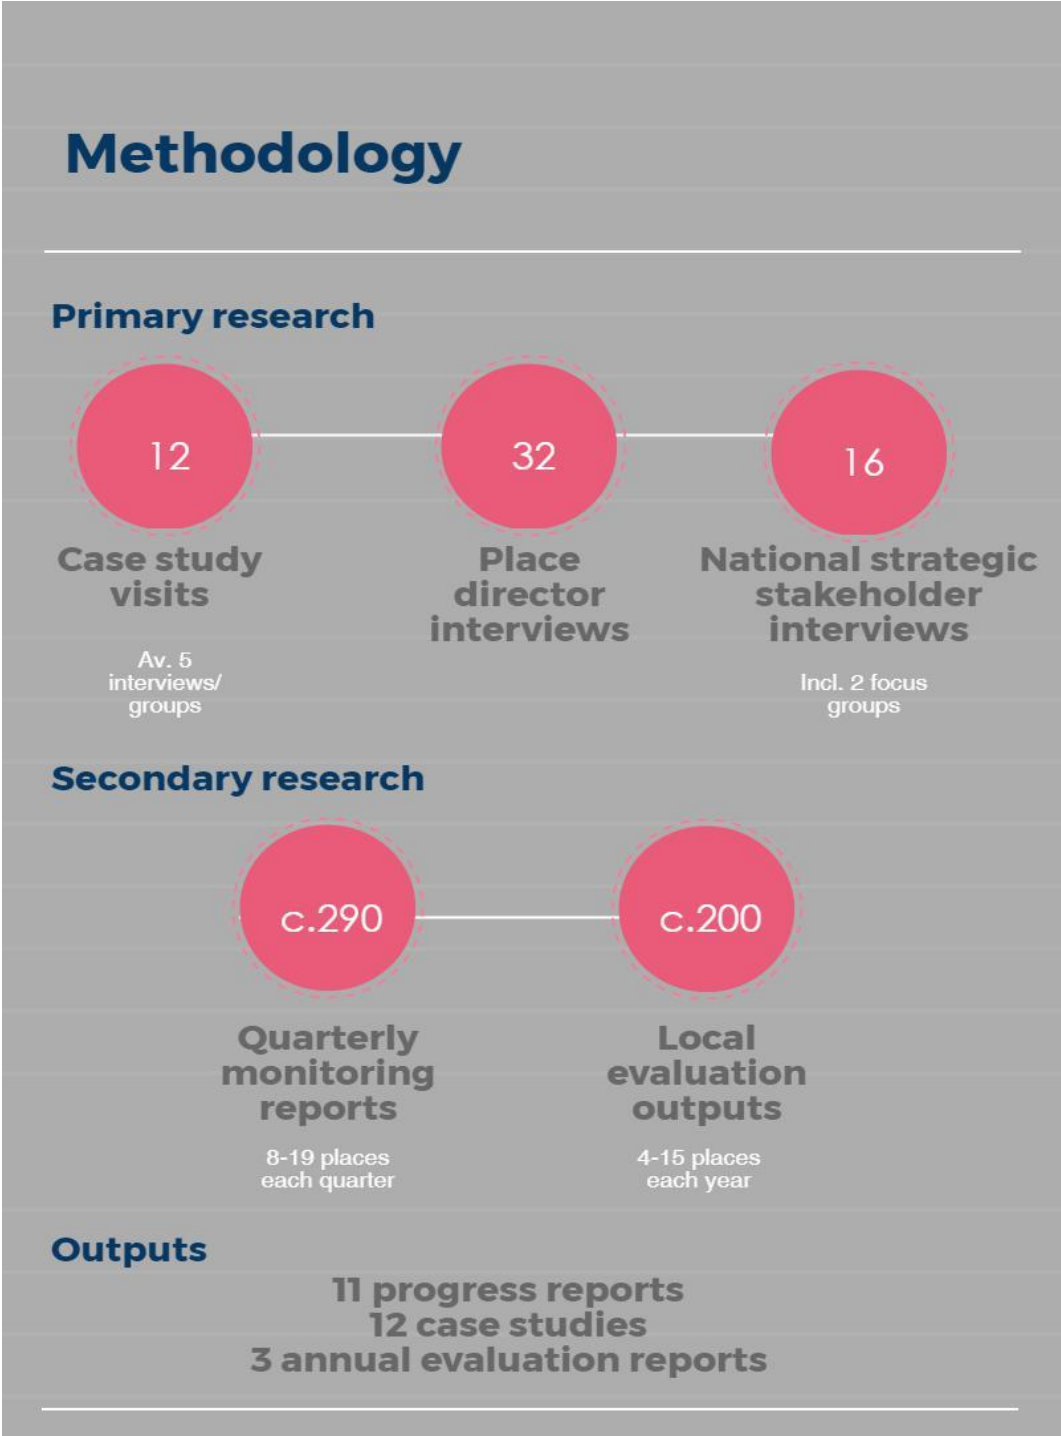 Methodology
Primary research
12
32
16
Case study
visits
Place
director
interviews
National strategic
stakeholder
interviews
Av. 5
interviews/
groups
Incl. 2 focus
groups
Secondary research
c.290
c.200
Quarterly
monitoring
reports
Local
evaluation
outputs
8-19 places
each quarter
4-15 places
each year
Outputs
11 progress reports
12 case studies
3 annual evaluation reports